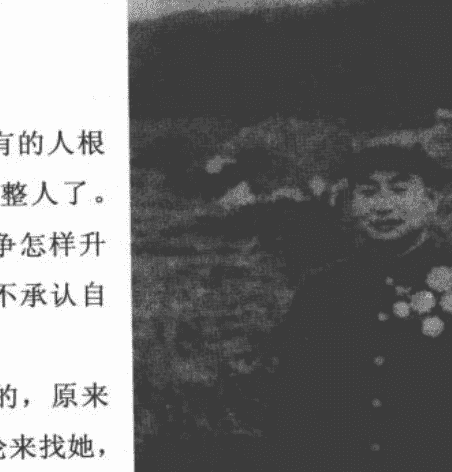 有的人根
整人了。
争怎样升
不承认自
的，原来
来找她，